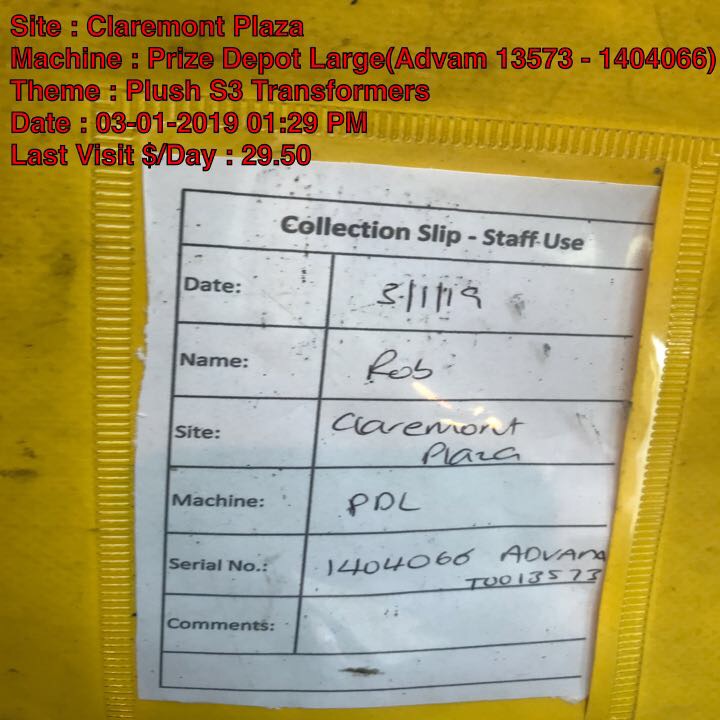 Site : Claremont Plaza
Machine : Prize Depot Large(Advam 13573 - 1404066)
Theme : Plush S3 Transformers
Date : 03-01-2019 01:29 PM
Last Visit $/Day : 29.50
Collection Slip - Staff Use
Date: 3/1/19
Name: Rob
Site: Claremont
Plaza
Machine: PDL
Serial No.: 1404066 ADVAM
TU013573
Comments: